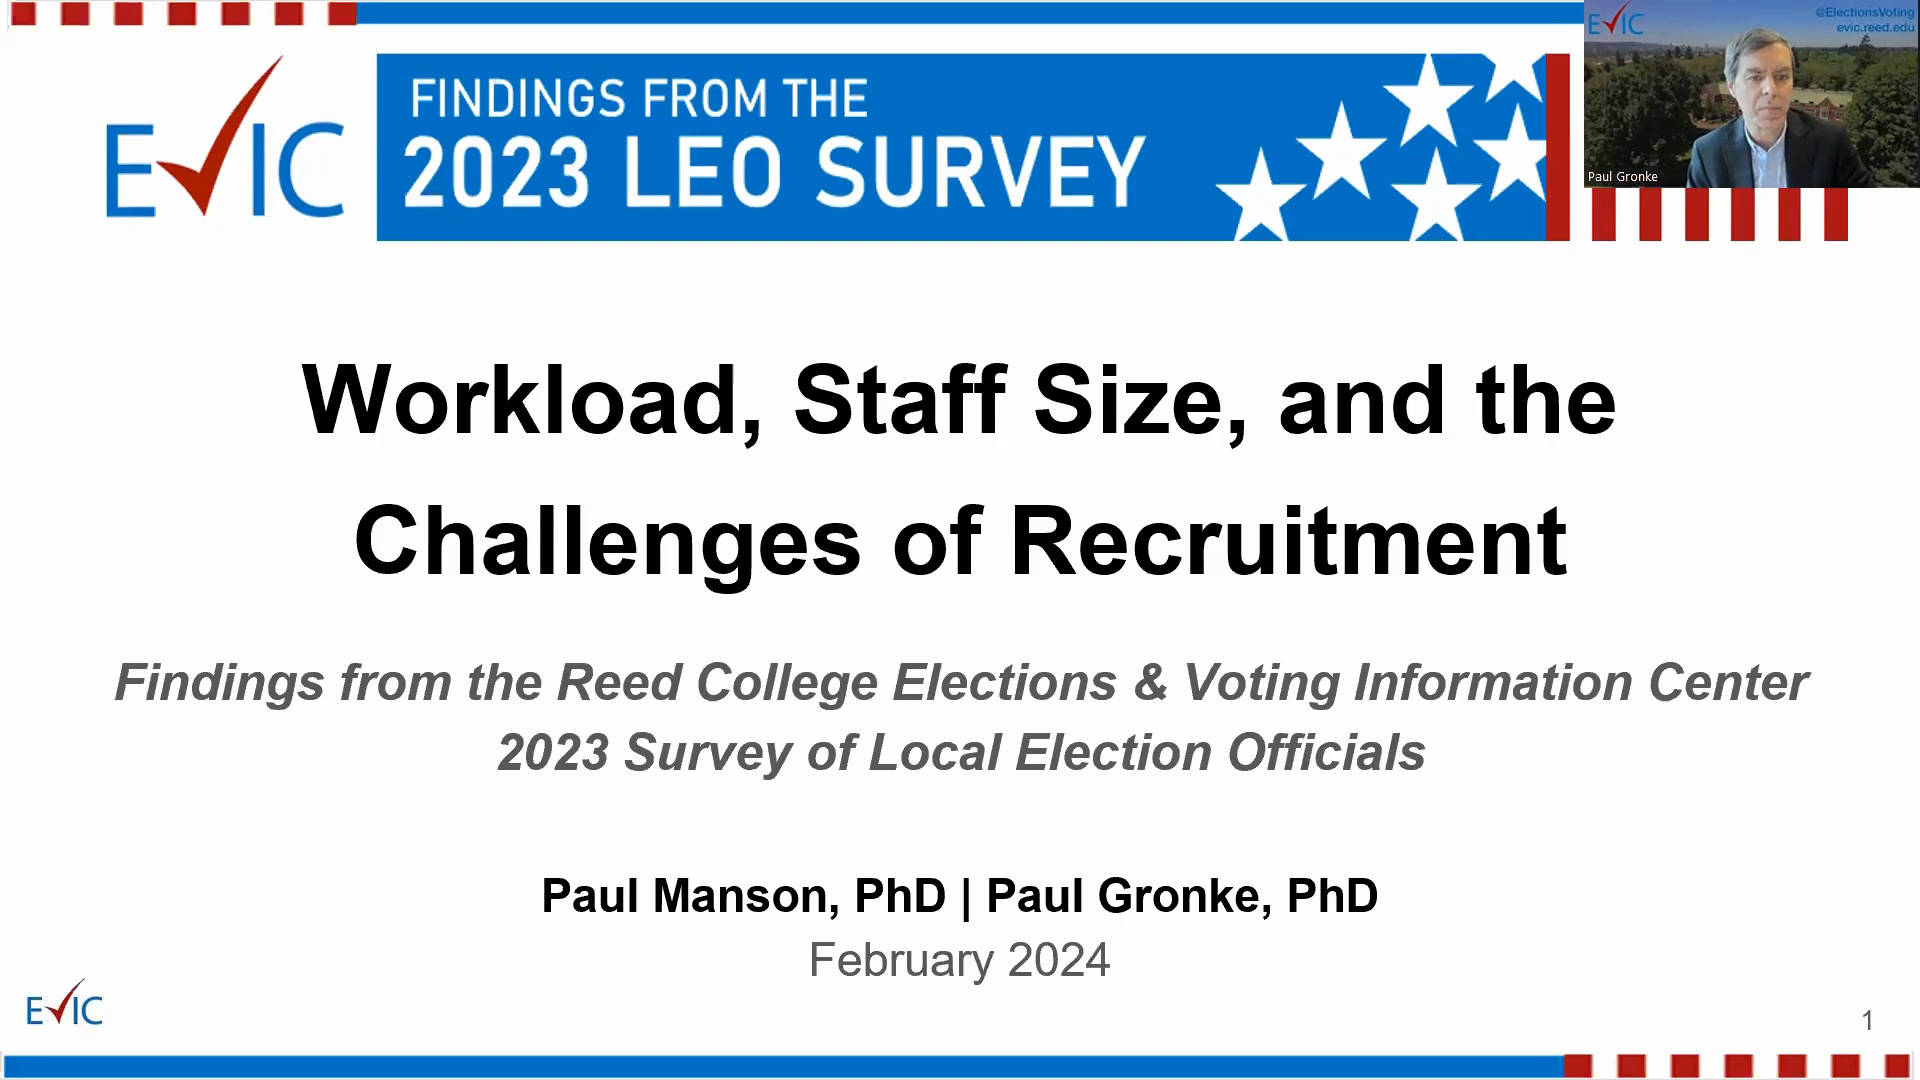 EVIC
FINDINGS FROM THE
2023 LEO SURVEY
EVIC
@ElectionsVoting
evic.reed.edu
Paul Gronke
Workload, Staff Size, and the
Challenges of Recruitment
Findings from the Reed College Elections & Voting Information Center
2023 Survey of Local Election Officials
Paul Manson, PhD | Paul Gronke, PhD
February 2024
EVIC
1